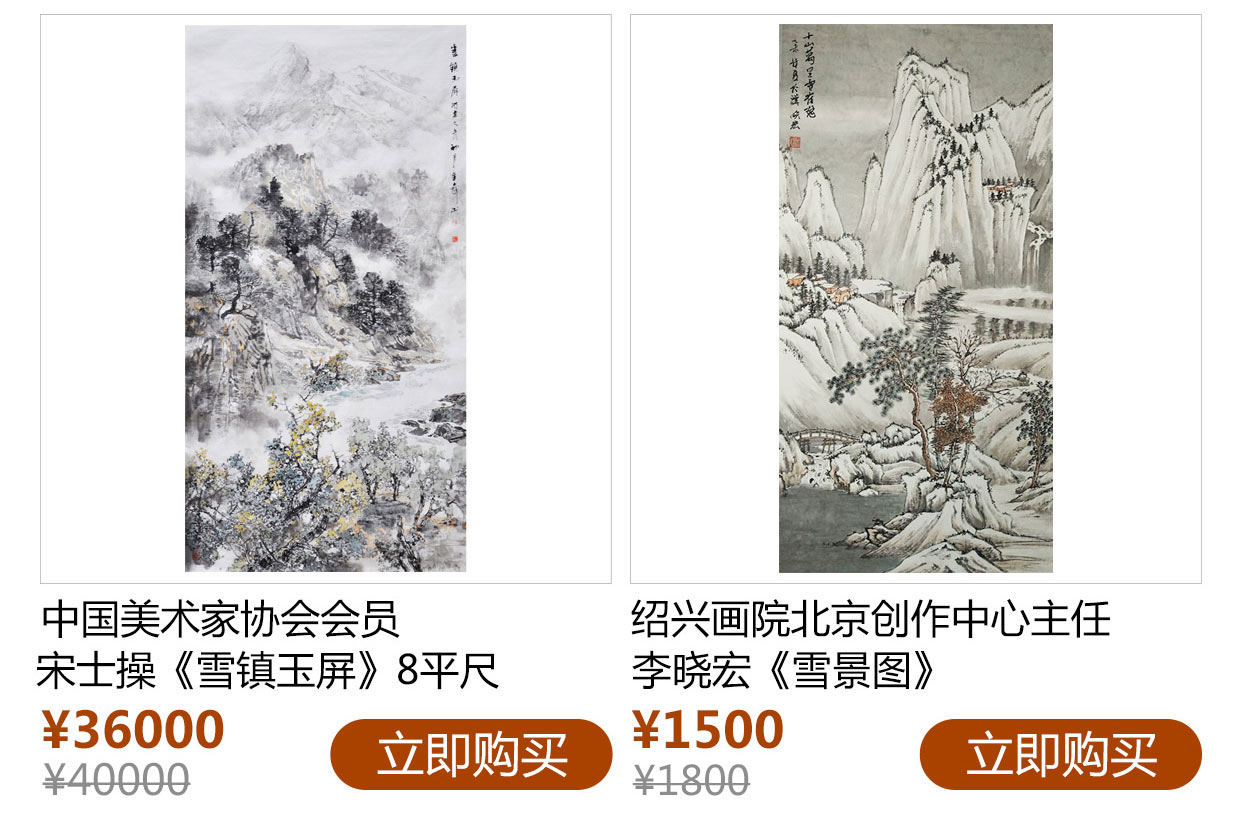 中国美术家协会会员
宋士操《雪镇玉屏》8平尺
¥36000
¥40000
立即购买
绍兴画院北京创作中心主任
李晓宏《雪景图》
¥1500
¥1800
立即购买